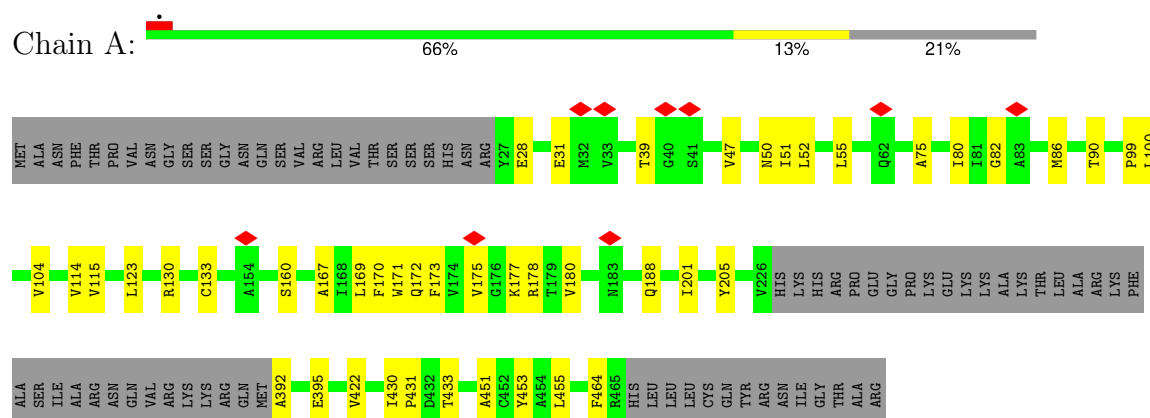 Chain A:
66% 13% 21%
MET ALA ASN PHE THR PRO VAL ASN GLY SER SER GLY ASN GLN SER VAL ARG LEU VAL THR SER SER SER HIS ASN ARG Y27 E28 E31 M32 V33 T39 G40 S41 V47 N50 I51 L52 L55 Q62 A75 I80 I81 G82 A83 M86 T90 P99 L100
V104 V114 V115 L123 R130 C133 A154 S160 A167 I168 L169 F170 W171 Q172 F173 V174 V175 G176 K177 R178 T179 V180 N183 Q188 I201 Y205 V226 HIS LYS HIS ARG PRO GLU GLY PRO LYS GLU LYS LYS ALA LYS THR LEU ALA ARG LYS PHE
ALA SER ILE ALA ARG ASN GLN VAL ARG LYS LYS ARG GLN MET A392 E395 V422 I430 P431 D432 T433 A451 C452 Y453 A454 L455 F464 R465 HIS LEU LEU LEU CYS GLN TYR ARG ASN ILE GLY THR ALA ARG